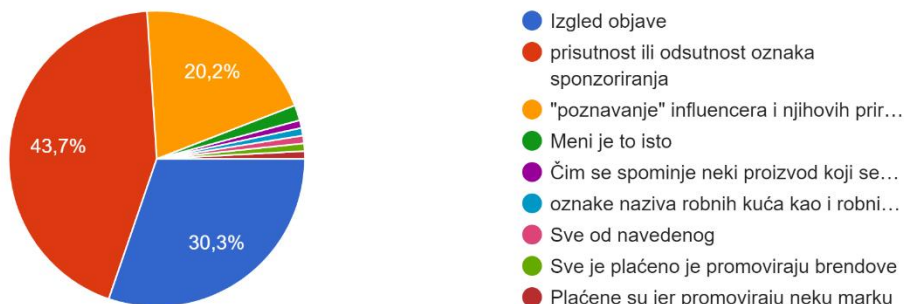 20,2%
43,7%
30,3%
Izgled objave
prisutnost ili odsutnost oznaka
sponzoriranja
"poznavanje" influencera i njihovih prir…
Meni je to isto
Čim se spominje neki proizvod koji se…
oznake naziva robnih kuća kao i robni…
Sve od navedenog
Sve je plaćeno je promoviraju brendove
Plaćene su jer promoviraju neku marku